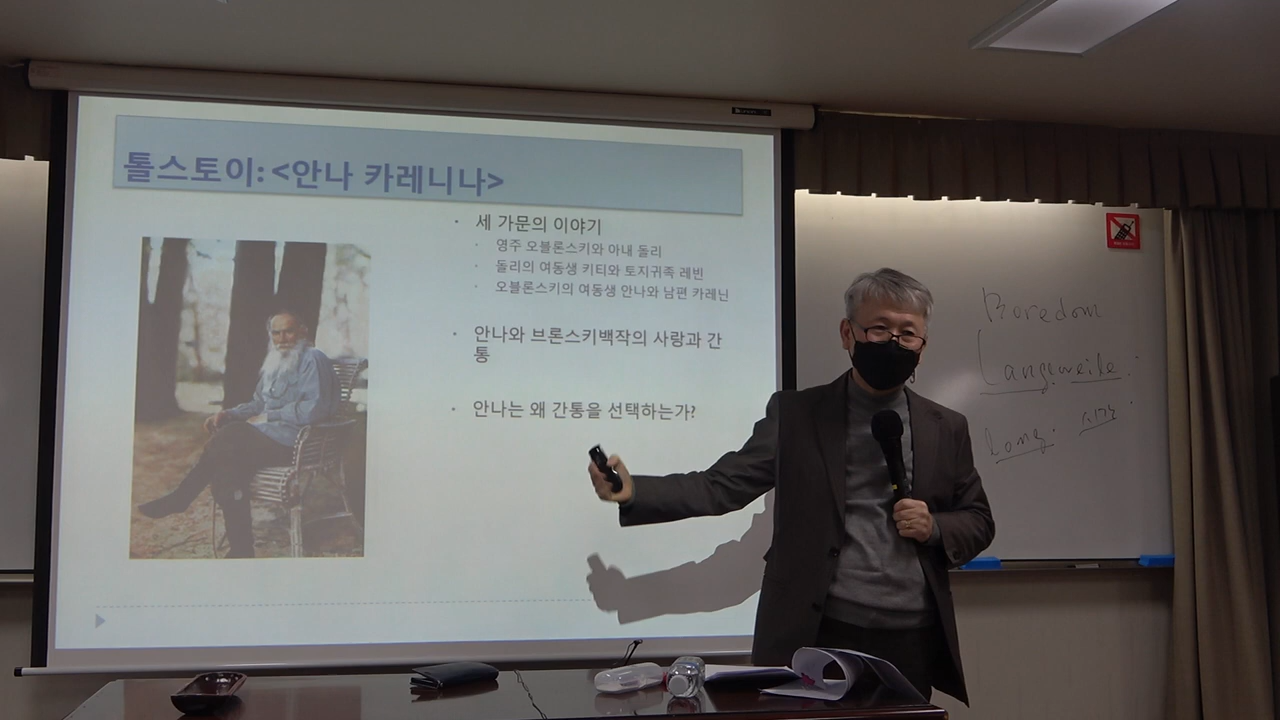 톨스토이: <안나 카레니나>
세 가문의 이야기
영주 오블론스키와 아내 돌리
돌리의 여동생 키티와 토지귀족 레빈
오블론스키의 여동생 안나와 남편 카레닌
안나와 브론스키백작의 사랑과 간
통
안나는 왜 간통을 선택하는가?
Boredom
Langeweile.
Long. 시간